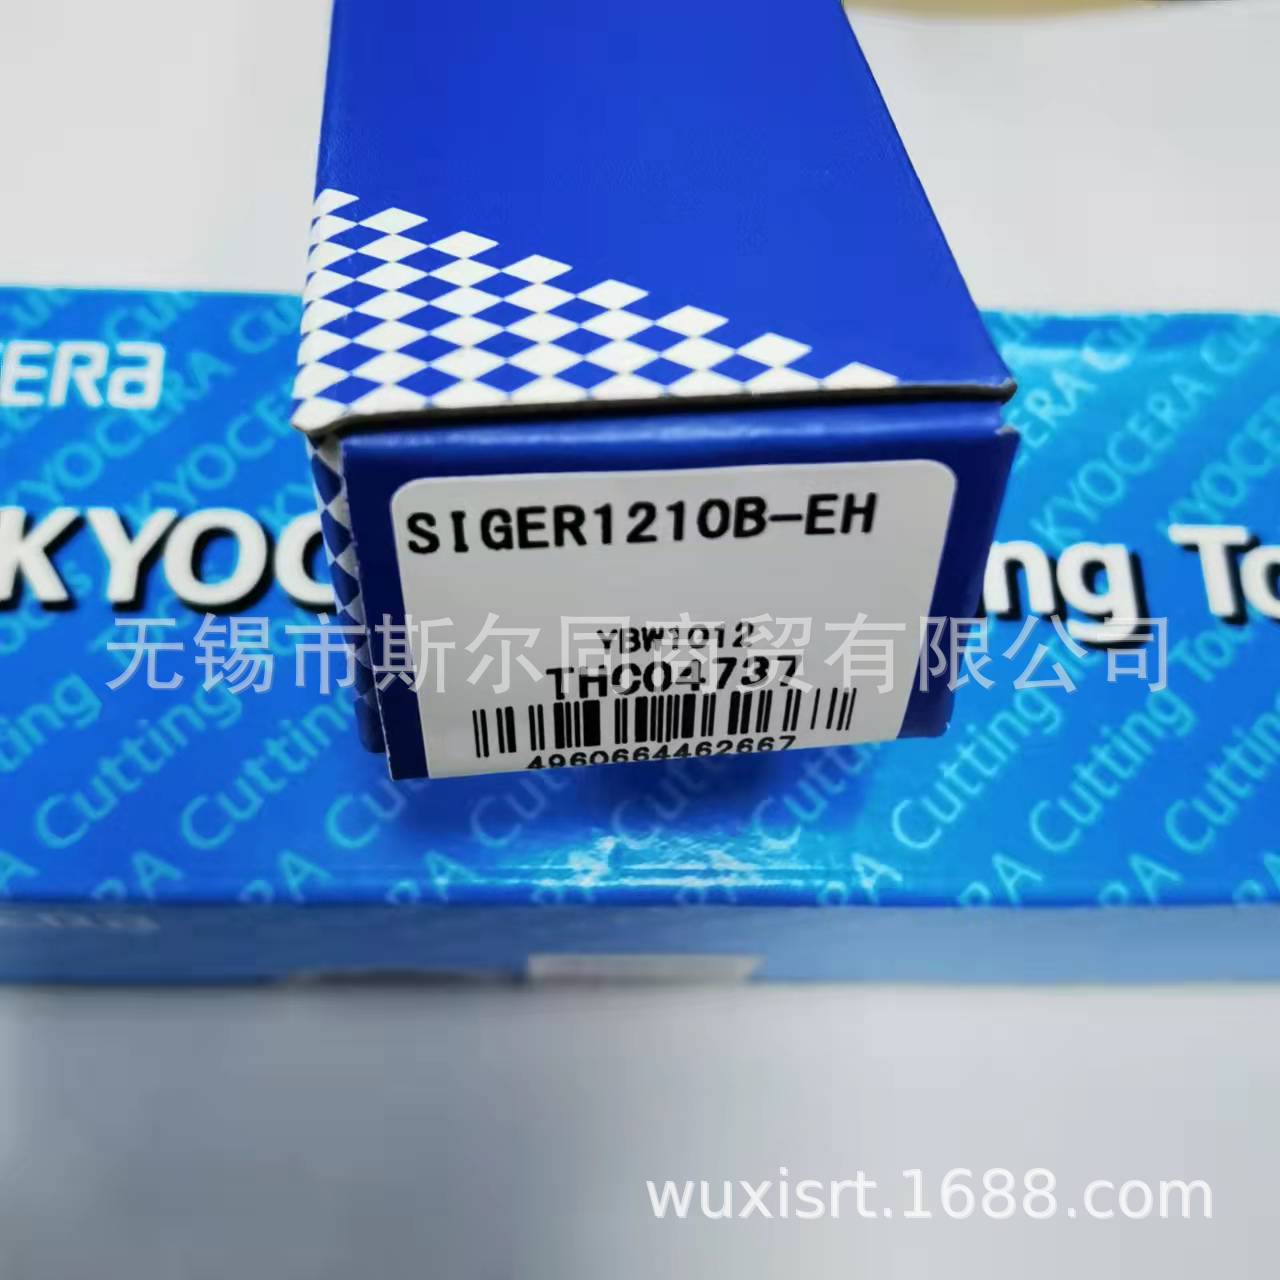 CERa
KYOC
ng To
KYOCERA Cutting
KYOCERA
SIGER1210B-EH
YBW1012
THC04737
4960664462667
无锡市斯尔同商贸有限公司
Cutting
Cutting
Cutting
Cutting
wuxisrt.1688.com